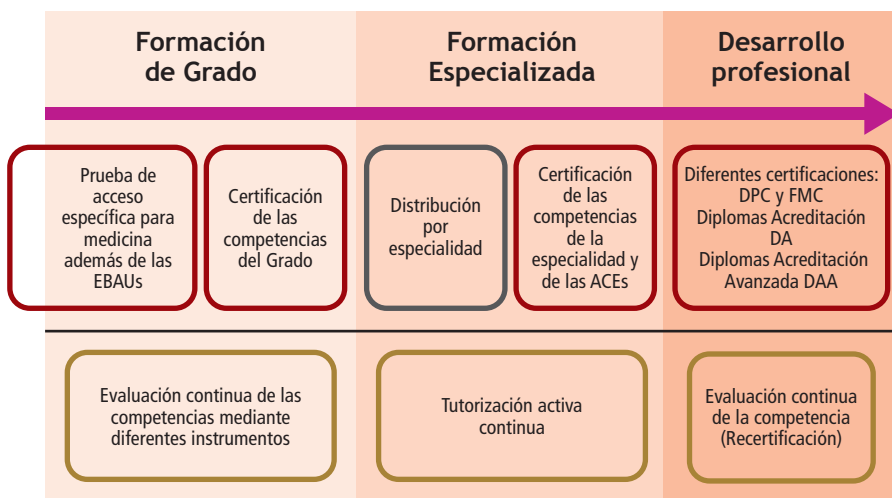 Formación
de Grado
Formación
Especializada
Desarrollo
profesional
Prueba de
acceso
específica para
medicina
además de las
EBAUs
Certificación
de las
competencias
del Grado
Distribución
por
especialidad
Certificación
de las
competencias
de la
especialidad y
de las ACEs
Diferentes certificaciones:
DPC y FMC
Diplomas Acreditación
DA
Diplomas Acreditación
Avanzada DAA
Evaluación continua de las
competencias mediante
diferentes instrumentos
Tutorización activa
continua
Evaluación continua
de la competencia
(Recertificación)